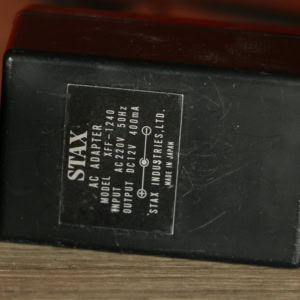 STAX
AC ADAPTER
MODEL XFF-1240
INPUT AC220V 50Hz
OUTPUT DC12V 400mA
STAX INDUSTRIES,LTD.
MADE IN JAPAN